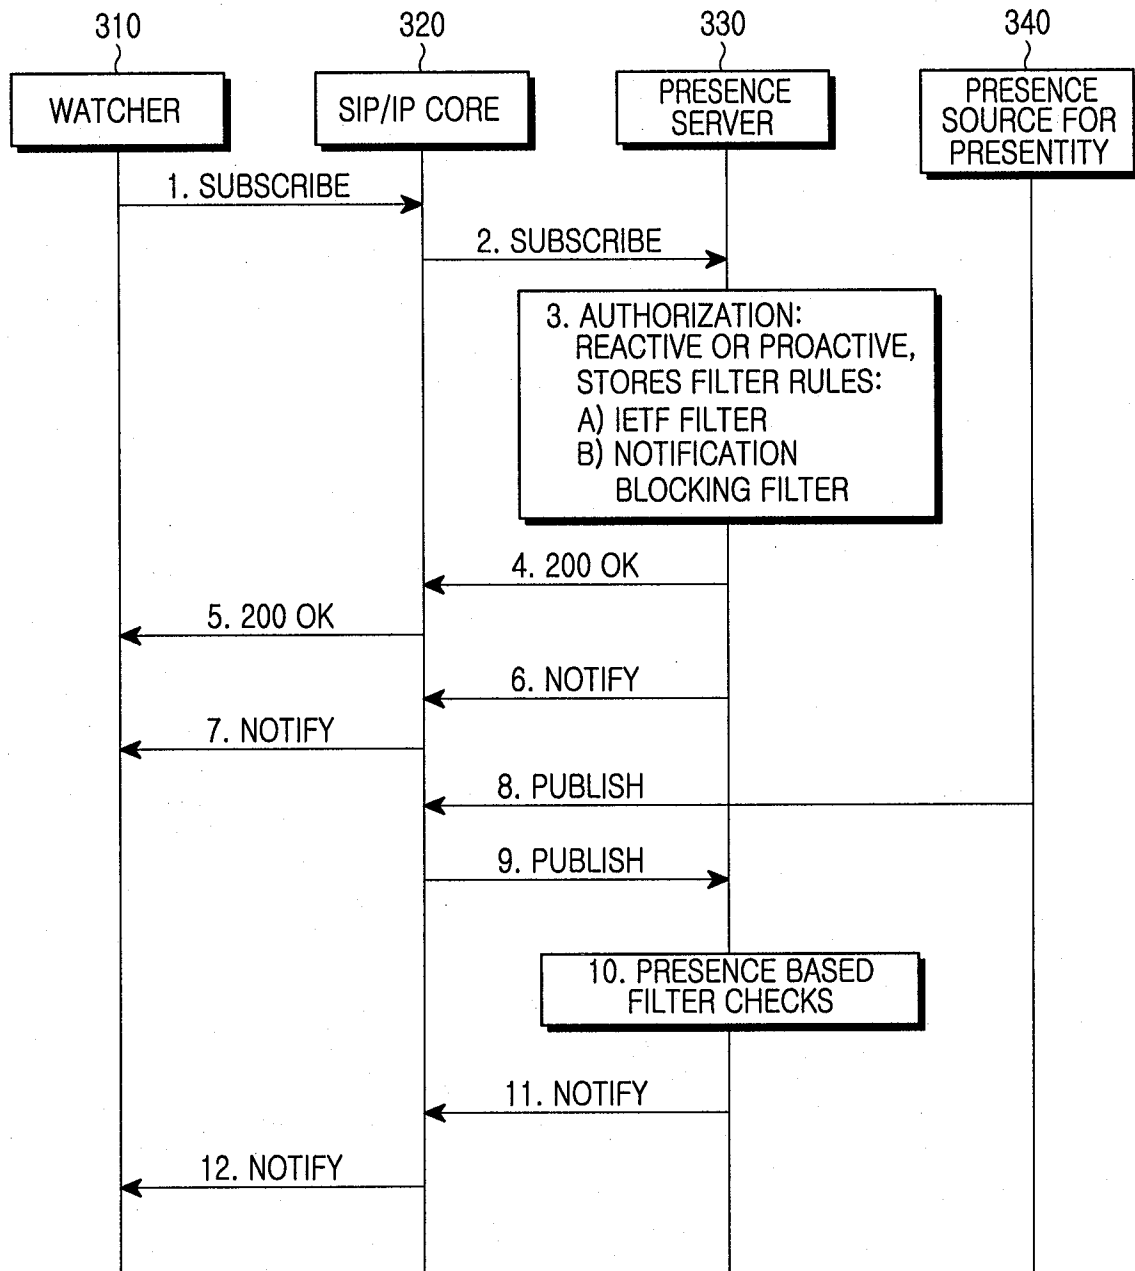 310
320
330
340
WATCHER
SIP/IP CORE
PRESENCE
SERVER
PRESENCE
SOURCE FOR
PRESENTITY
1. SUBSCRIBE
2. SUBSCRIBE
3. AUTHORIZATION:
REACTIVE OR PROACTIVE,
STORES FILTER RULES:
A) IETF FILTER
B) NOTIFICATION
BLOCKING FILTER
4. 200 OK
5. 200 OK
6. NOTIFY
7. NOTIFY
8. PUBLISH
9. PUBLISH
10. PRESENCE BASED
FILTER CHECKS
11. NOTIFY
12. NOTIFY